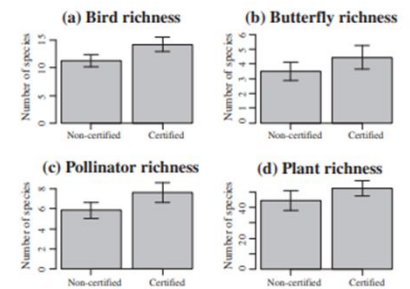 (a) Bird richness
Number of species
0 5 10 15
Non-certified Certified
(b) Butterfly richness
Number of species
0 1 2 3 4 5 6
Non-certified Certified
(c) Pollinator richness
Number of species
0 2 4 6 8
Non-certified Certified
(d) Plant richness
Number of species
0 20 40
Non-certified Certified